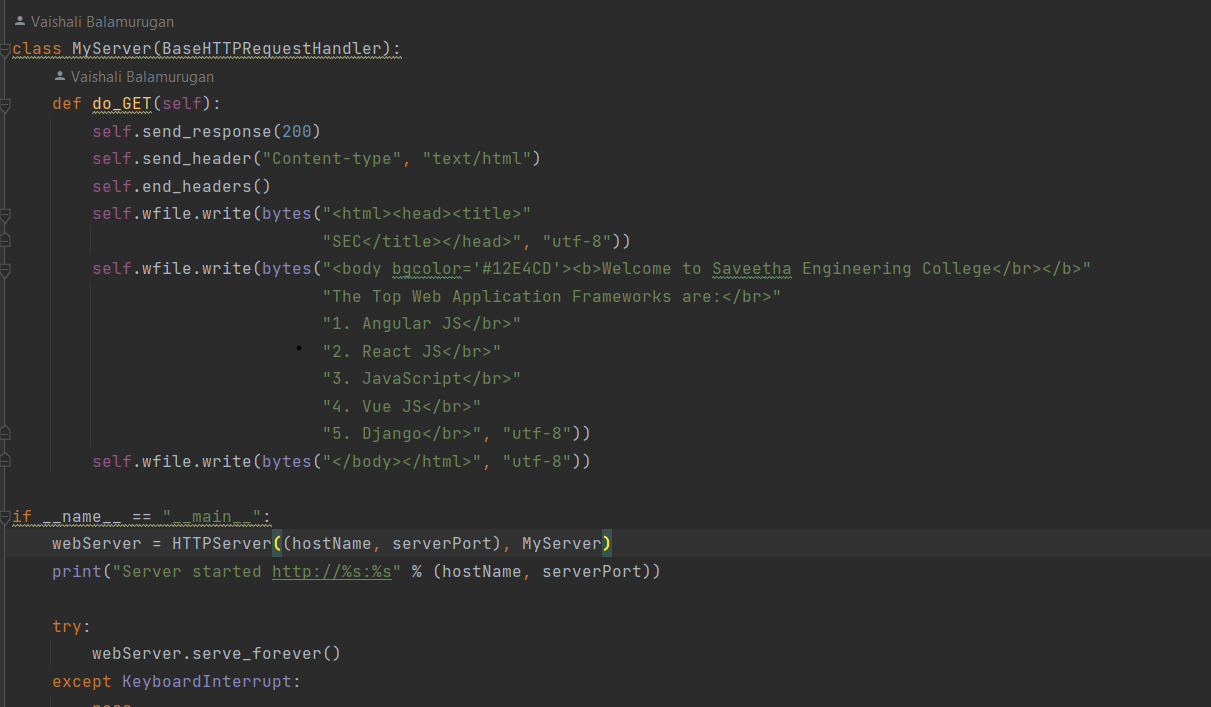 Vaishali Balamurugan
class MyServer(BaseHTTPRequestHandler):
Vaishali Balamurugan
def do_GET(self):
self.send_response(200)
self.send_header("Content-type", "text/html")
self.end_headers()
self.wfile.write(bytes("<html><head><title>"
"SEC</title></head>", "utf-8"))
self.wfile.write(bytes("<body bgcolor='#12E4CD'><b>Welcome to Saveetha Engineering College</br></b>"
"The Top Web Application Frameworks are:</br>"
"1. Angular JS</br>"
"2. React JS</br>"
"3. JavaScript</br>"
"4. Vue JS</br>"
"5. Django</br>", "utf-8"))
self.wfile.write(bytes("</body></html>", "utf-8"))
if __name__ == "__main__":
webServer = HTTPServer((hostName, serverPort), MyServer)
print("Server started http://%s:%s" % (hostName, serverPort))
try:
webServer.serve_forever()
except KeyboardInterrupt: